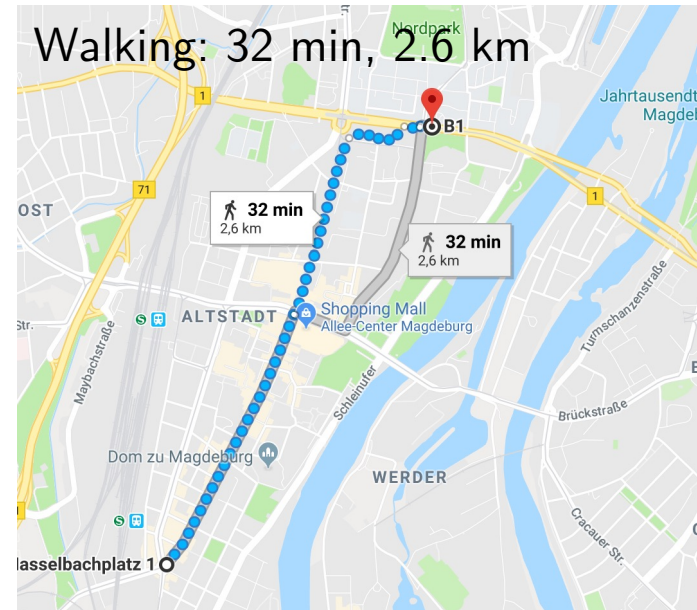 Walking: 32 min, 2.6 km
Nordpark
1
Jahrtausendt
Magdeb
B1
71
1
OST
32 min
2,6 km
32 min
2,6 km
ALTSTADT
Shopping Mall
Allee-Center Magdeburg
Str.
Maybachstraße
Turmschanzenstraße
Schleinufer
Brückstraße
Dom zu Magdeburg
WERDER
Cracauer Str.
lasselbachplatz 1